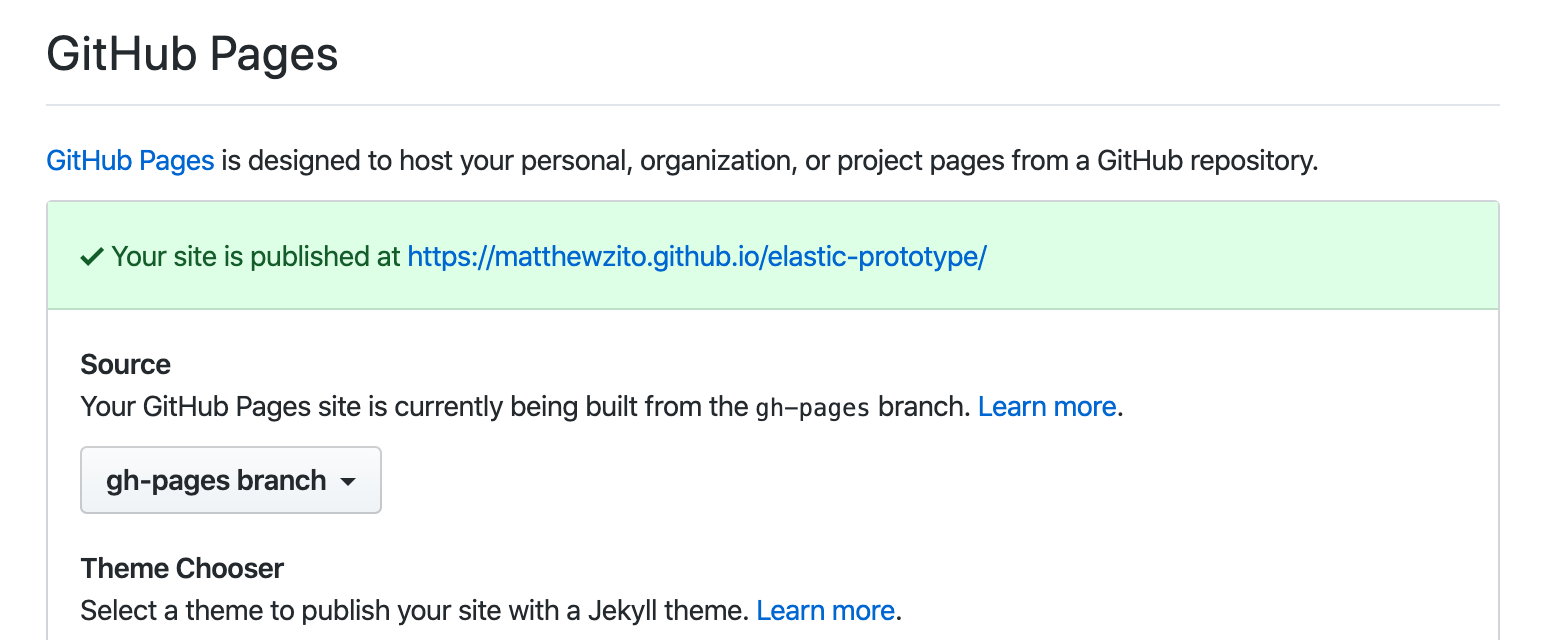 GitHub Pages
GitHub Pages is designed to host your personal, organization, or project pages from a GitHub repository.
✓ Your site is published at https://matthewzito.github.io/elastic-prototype/
Source
Your GitHub Pages site is currently being built from the gh-pages branch. Learn more.
gh-pages branch
Theme Chooser
Select a theme to publish your site with a Jekyll theme. Learn more.